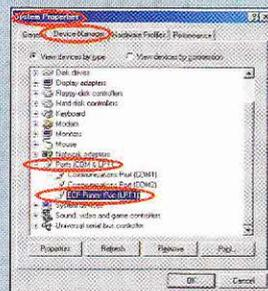 System Properties
General Device Manager Hardware Profiles Performance
View devices by type View devices by connection
Disk drives
Display adapters
Floppy disk controllers
Hard disk controllers
Keyboard
Modem
Monitors
Mouse
Network adapters
Ports (COM & LPT)
Communications Port (COM1)
Communications Port (COM2)
ECP Printer Port (LPT1)
System devices
Sound, video and game controllers
Universal serial bus controller
Properties Refresh Remove Print...
OK Cancel